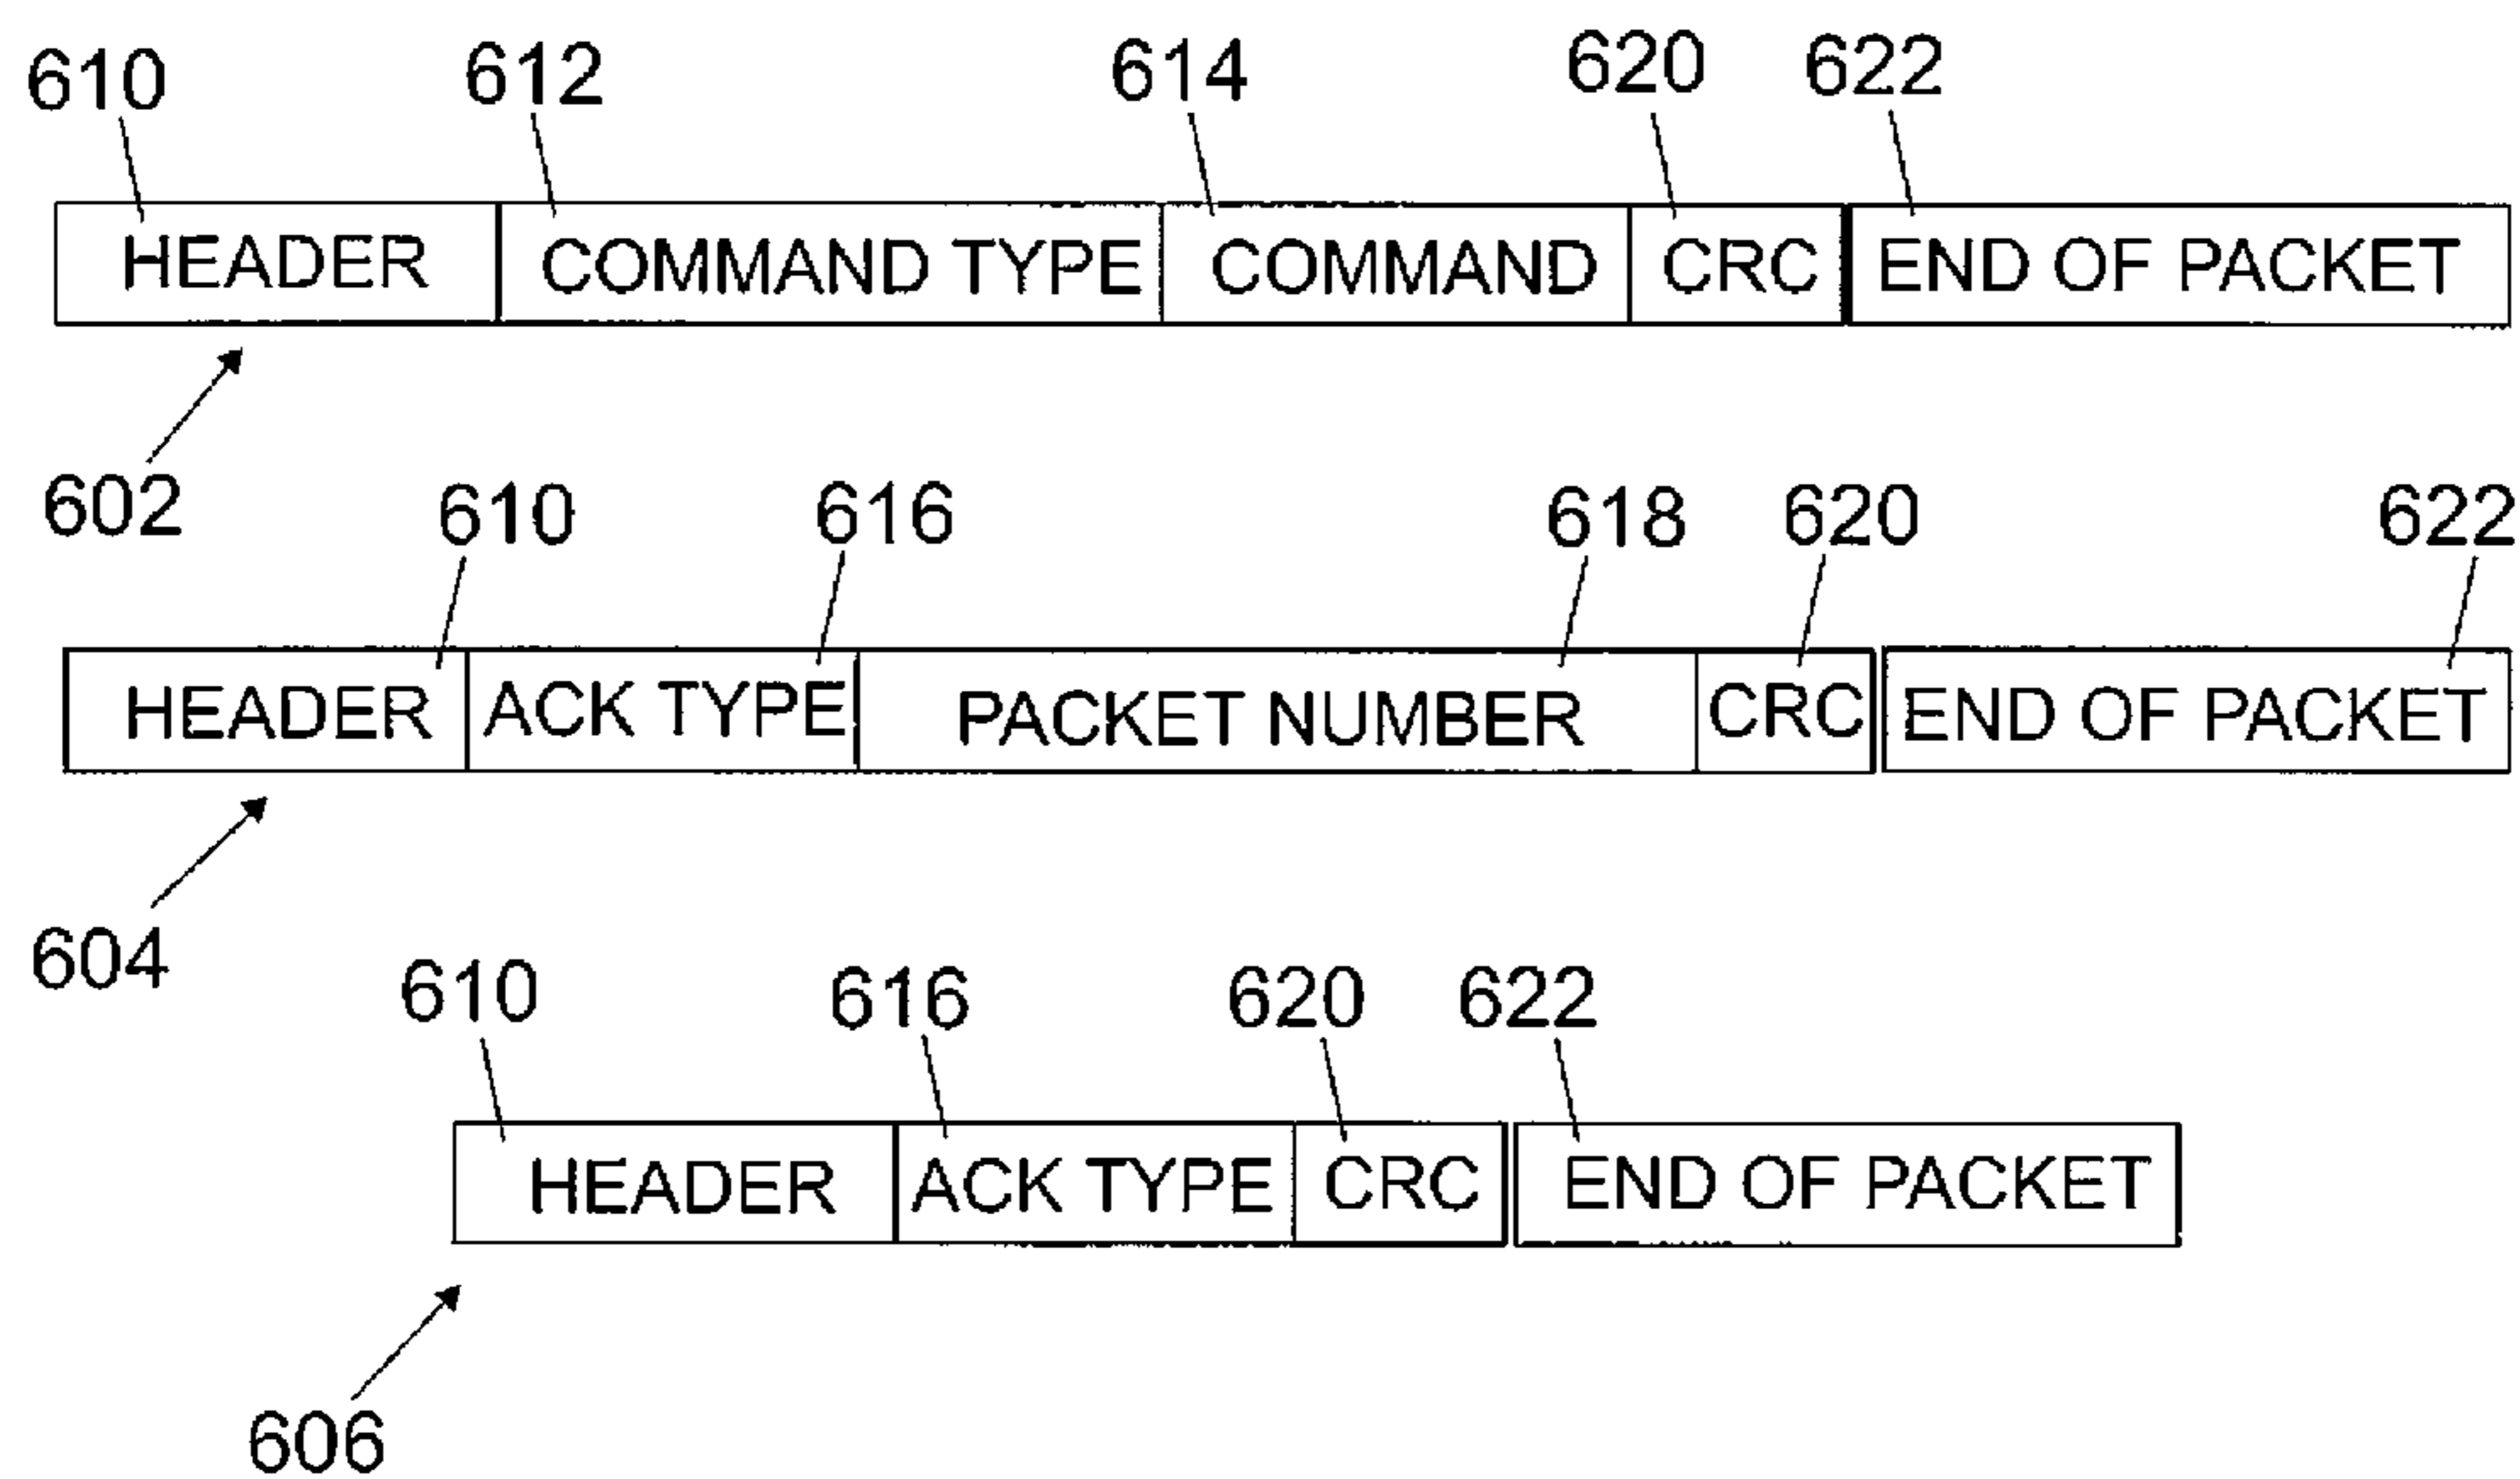 610 612 614 620 622
HEADER COMMAND TYPE COMMAND CRC END OF PACKET
602 610 616 618 620 622
HEADER ACK TYPE PACKET NUMBER CRC END OF PACKET
604 610 616 620 622
HEADER ACK TYPE CRC END OF PACKET
606